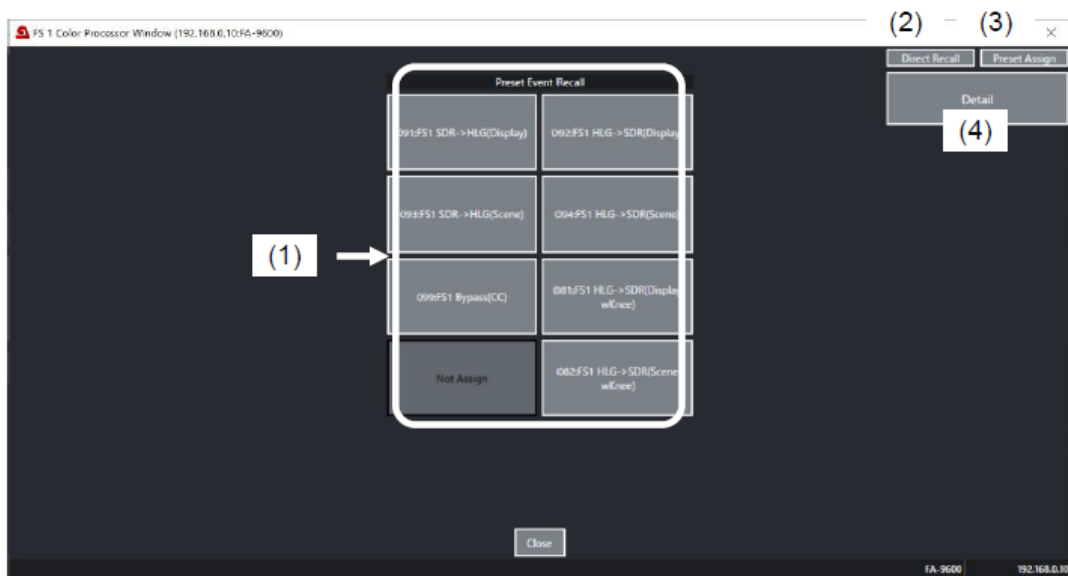 (2)
(3)
FS 1 Color Processor Window (192.168.0.10:FA-9600)
Direct Recall
Preset Assign
Detail
(4)
Preset Event Recall
091:FS1 SDR->HLG(Display)
092:FS1 HLG->SDR(Display
093:FS1 SDR->HLG(Scene)
094:FS1 HLG->SDR(Scene)
(1)
099:FS1 Bypass(CC)
081:FS1 HLG->SDR(Display
wKnee)
Not Assign
082:FS1 HLG->SDR(Scene
wKnee)
Close
FA-9600
192.168.0.10